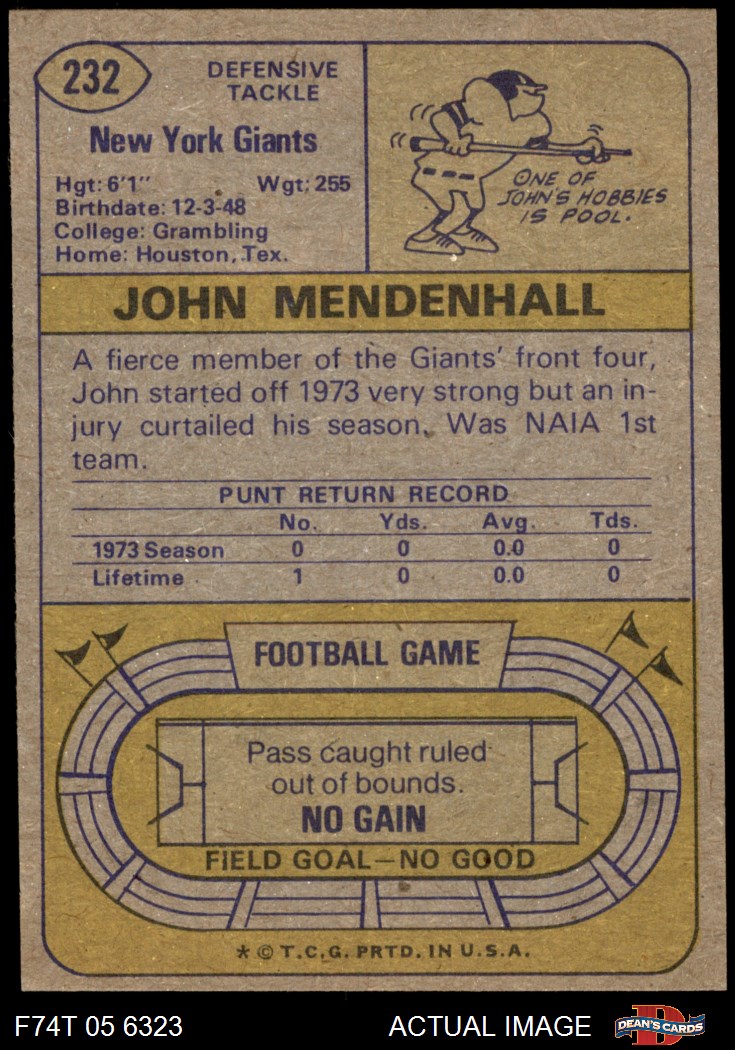 232
DEFENSIVE
TACKLE
New York Giants
Hgt: 6'1" Wgt: 255
Birthdate: 12-3-48
College: Grambling
Home: Houston, Tex.
ONE OF
JOHN'S HOBBIES
IS POOL.
JOHN MENDENHALL
A fierce member of the Giants' front four,
John started off 1973 very strong but an in-
jury curtailed his season. Was NAIA 1st
team.
PUNT RETURN RECORD
No. Yds. Avg. Tds.
1973 Season 0 0 0.0 0
Lifetime 1 0 0.0 0
FOOTBALL GAME
Pass caught ruled
out of bounds.
NO GAIN
FIELD GOAL—NO GOOD
* © T.C.G. PRTD. IN U.S.A.
F74T 05 6323 ACTUAL IMAGE D DEAN'S CARDS